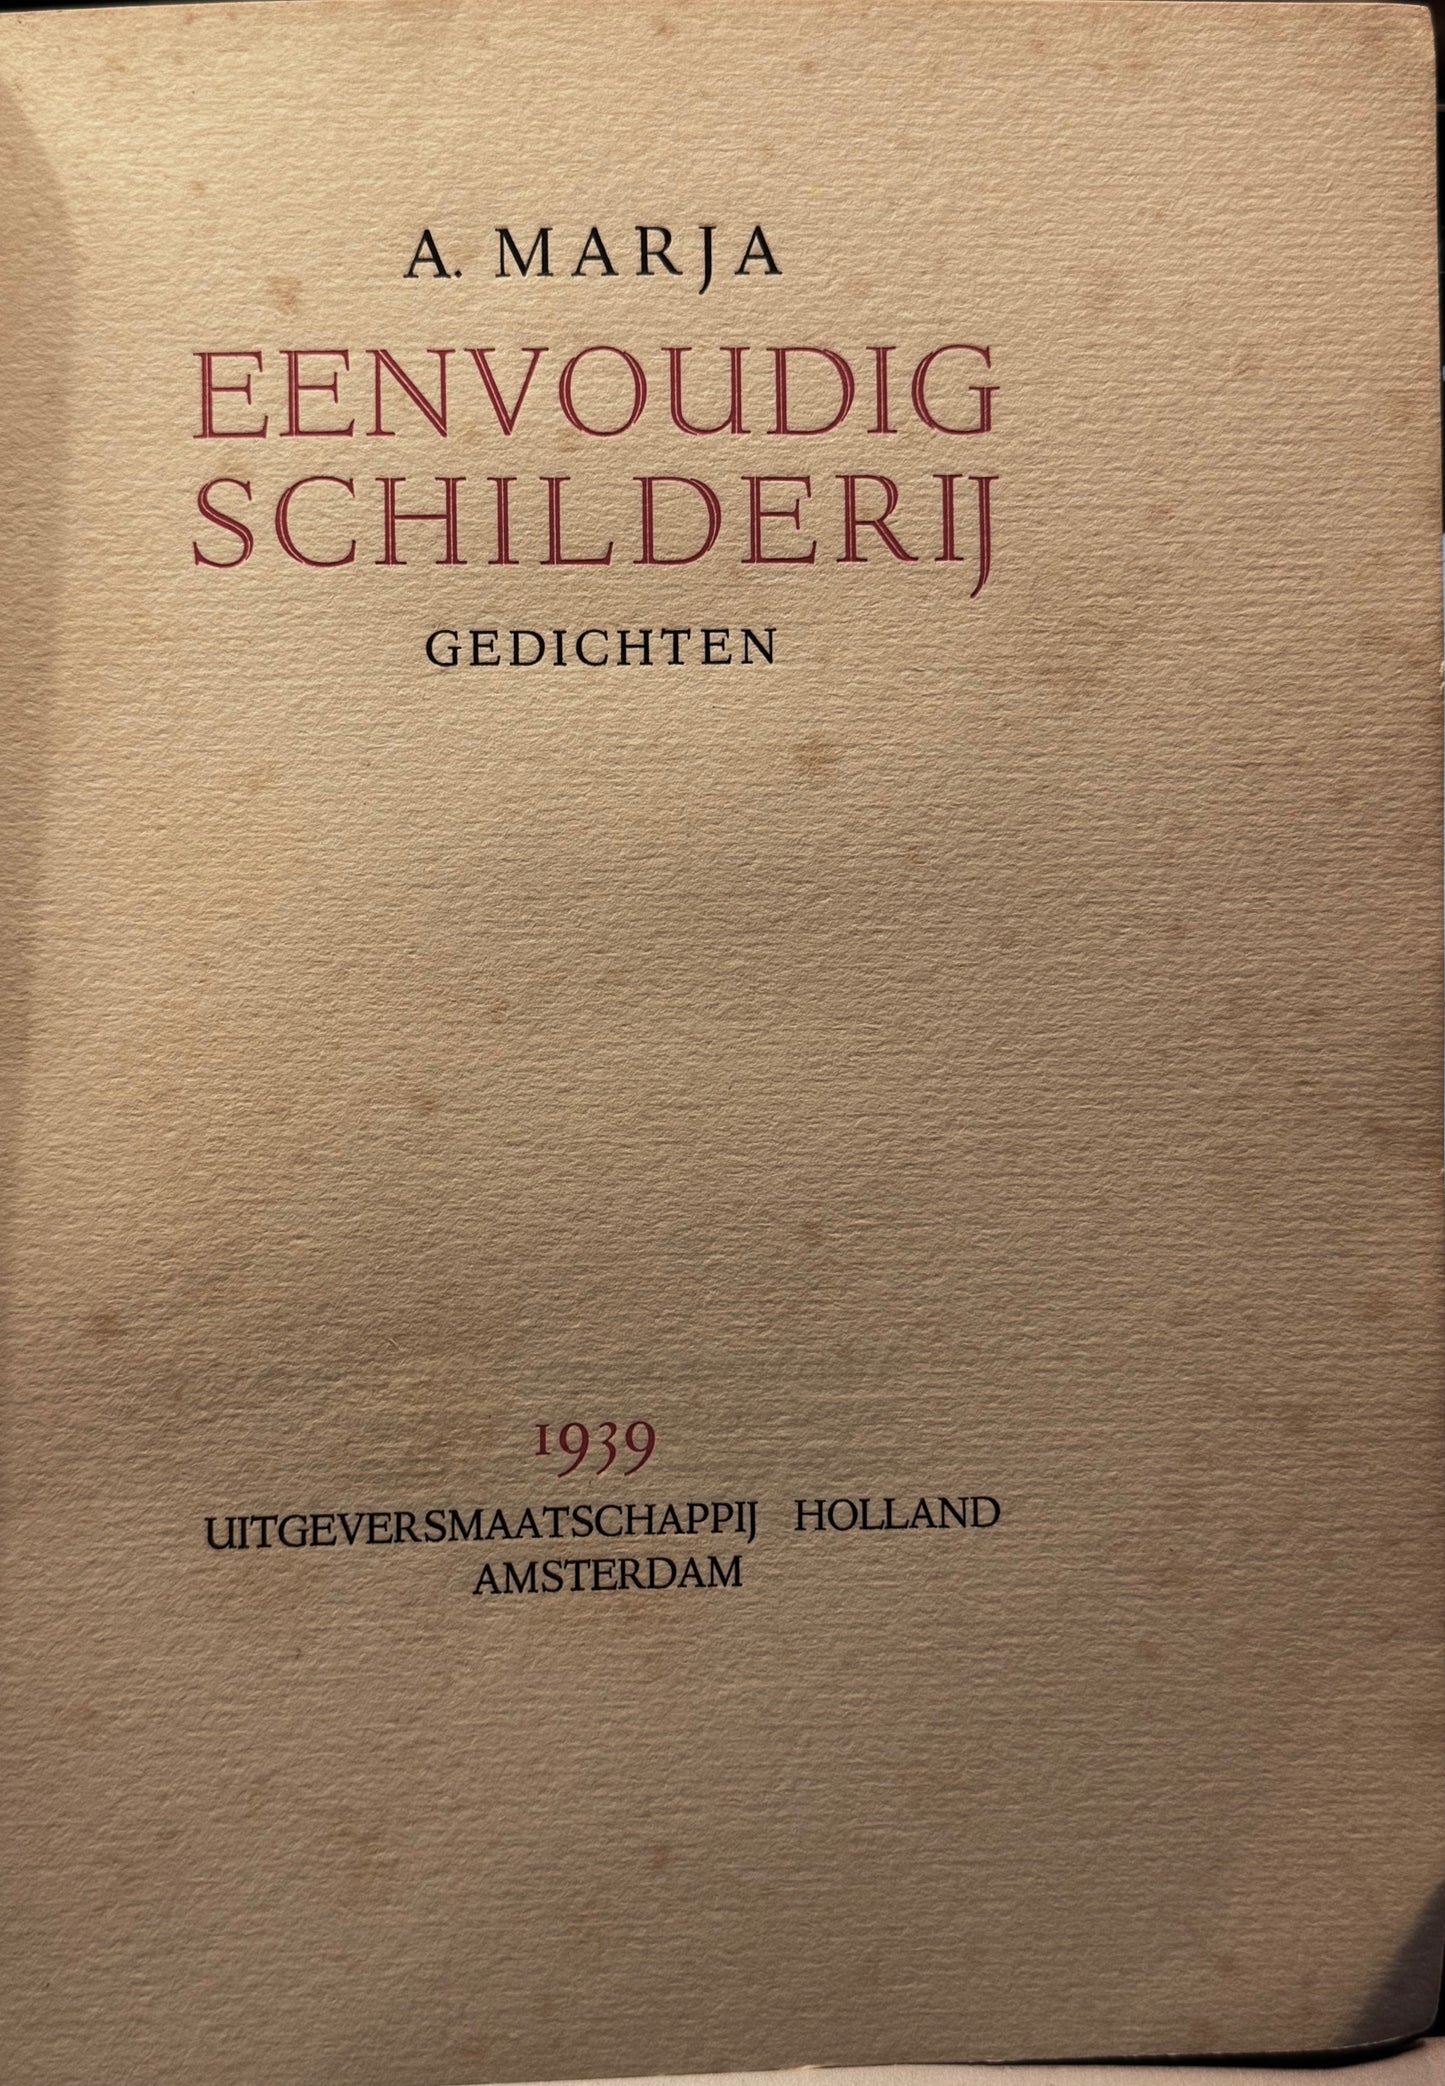 A. MARJA
EENVOUDIG
SCHILDERIJ
GEDICHTEN
1939
UITGEVERSMAATSCHAPPIJ HOLLAND
AMSTERDAM